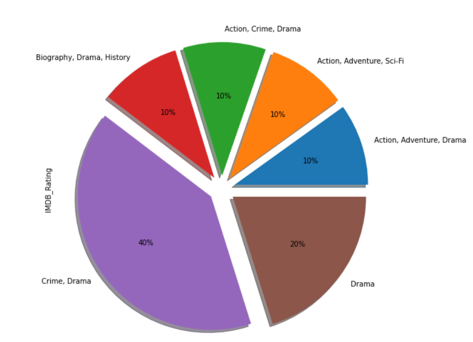 Action, Crime, Drama
Biography, Drama, History
Action, Adventure, Sci-Fi
10%
10%
10%
Action, Adventure, Drama
10%
IMDB_Rating
40%
20%
Crime, Drama
Drama